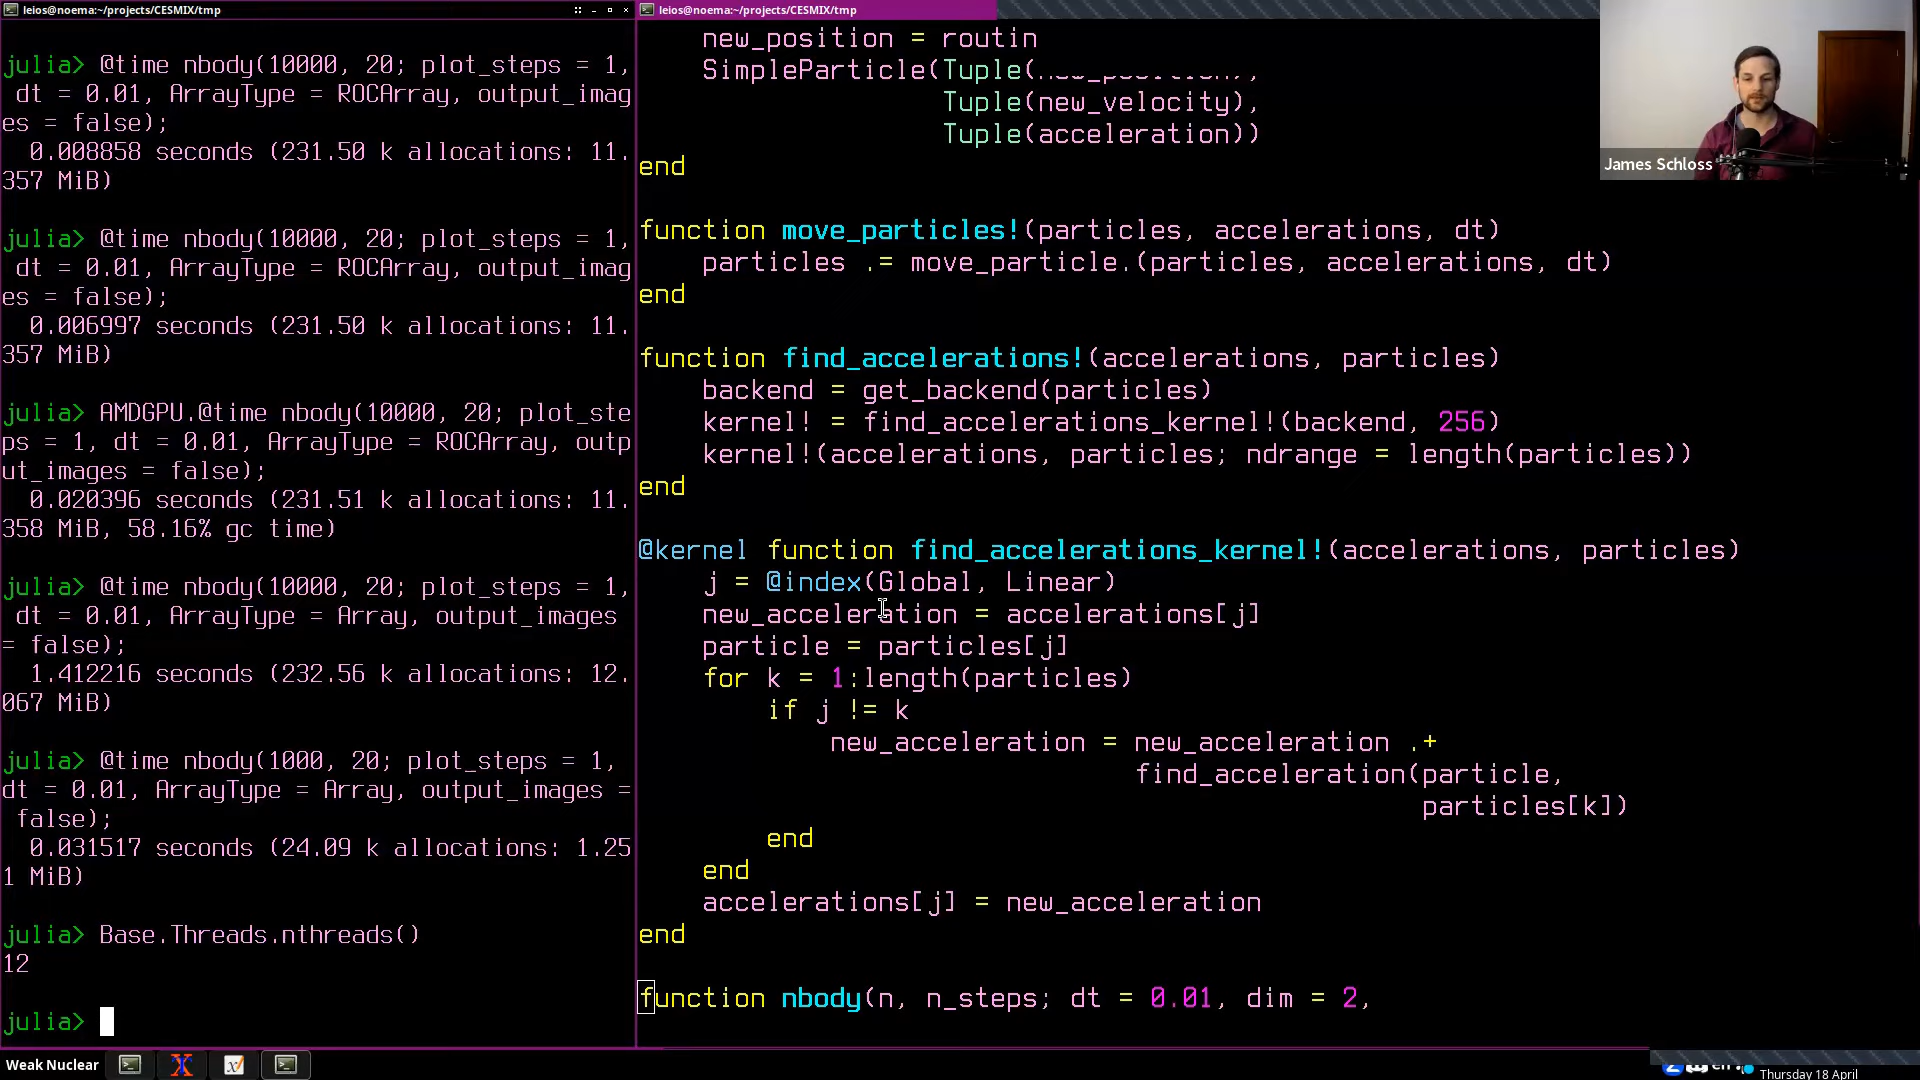 leios@noema:~/projects/CESMIX/tmp
julia> @time nbody(10000, 20; plot_steps = 1,
 dt = 0.01, ArrayType = ROCArray, output_imag
es = false);
  0.008858 seconds (231.50 k allocations: 11.
357 MiB)
julia> @time nbody(10000, 20; plot_steps = 1,
 dt = 0.01, ArrayType = ROCArray, output_imag
es = false);
  0.006997 seconds (231.50 k allocations: 11.
357 MiB)
julia> AMDGPU.@time nbody(10000, 20; plot_ste
ps = 1, dt = 0.01, ArrayType = ROCArray, outp
ut_images = false);
  0.020396 seconds (231.51 k allocations: 11.
358 MiB, 58.16% gc time)
julia> @time nbody(10000, 20; plot_steps = 1,
 dt = 0.01, ArrayType = Array, output_images 
= false);
  1.412216 seconds (232.56 k allocations: 12.
067 MiB)
julia> @time nbody(1000, 20; plot_steps = 1, 
dt = 0.01, ArrayType = Array, output_images =
 false);
  0.031517 seconds (24.09 k allocations: 1.25
1 MiB)
julia> Base.Threads.nthreads()
12
julia>
leios@noema:~/projects/CESMIX/tmp
    new_position = routin
    SimpleParticle(Tuple(new_position),
                   Tuple(new_velocity),
                   Tuple(acceleration))
end
function move_particles!(particles, accelerations, dt)
    particles .= move_particle.(particles, accelerations, dt)
end
function find_accelerations!(accelerations, particles)
    backend = get_backend(particles)
    kernel! = find_accelerations_kernel!(backend, 256)
    kernel!(accelerations, particles; ndrange = length(particles))
end
@kernel function find_accelerations_kernel!(accelerations, particles)
    j = @index(Global, Linear)
    new_acceleration = accelerations[j]
    particle = particles[j]
    for k = 1:length(particles)
        if j != k
            new_acceleration = new_acceleration .+
                               find_acceleration(particle,
                                                 particles[k])
        end
    end
    accelerations[j] = new_acceleration
end
function nbody(n, n_steps; dt = 0.01, dim = 2,
James Schloss
Weak Nuclear
en
Thursday 18 April